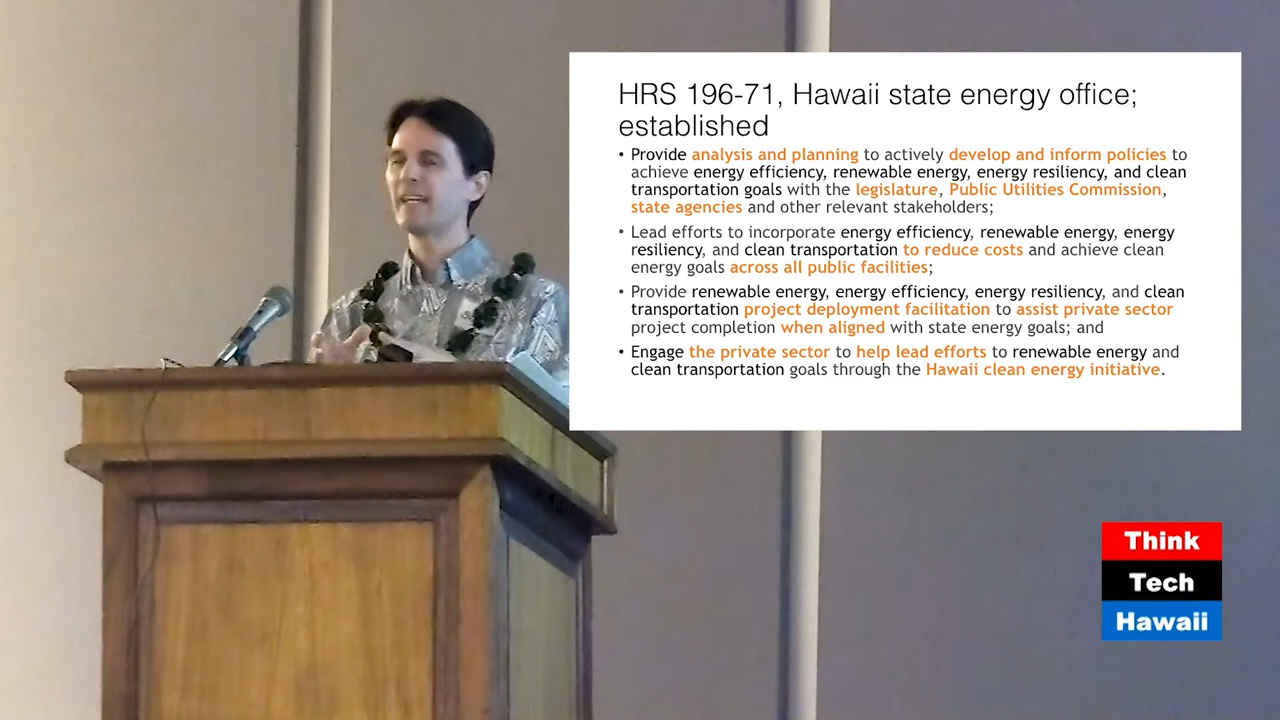 HRS 196-71, Hawaii state energy office;
established
• Provide analysis and planning to actively develop and inform policies to
achieve energy efficiency, renewable energy, energy resiliency, and clean
transportation goals with the legislature, Public Utilities Commission,
state agencies and other relevant stakeholders;
• Lead efforts to incorporate energy efficiency, renewable energy, energy
resiliency, and clean transportation to reduce costs and achieve clean
energy goals across all public facilities;
• Provide renewable energy, energy efficiency, energy resiliency, and clean
transportation project deployment facilitation to assist private sector
project completion when aligned with state energy goals; and
• Engage the private sector to help lead efforts to renewable energy and
clean transportation goals through the Hawaii clean energy initiative.
Think
Tech
Hawaii